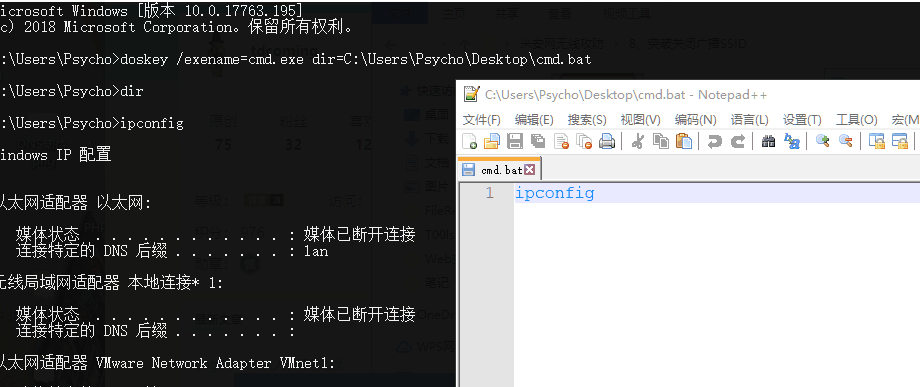 icrosoft Windows [版本 10.0.17763.195]
c) 2018 Microsoft Corporation。保留所有权利。
:\Users\Psycho>doskey /exename=cmd.exe dir=C:\Users\Psycho\Desktop\cmd.bat
:\Users\Psycho>dir
:\Users\Psycho>ipconfig
indows IP 配置
以太网适配器 以太网:
媒体状态 . . . . . . . . . . . . : 媒体已断开连接
连接特定的 DNS 后缀 . . . . . . . : lan
无线局域网适配器 本地连接* 1:
媒体状态 . . . . . . . . . . . . : 媒体已断开连接
连接特定的 DNS 后缀 . . . . . . . :
以太网适配器 VMware Network Adapter VMnet1:
C:\Users\Psycho\Desktop\cmd.bat - Notepad++
文件(F) 编辑(E) 搜索(S) 视图(V) 编码(N) 语言(L) 设置(T) 工具(O) 宏(M)
cmd.bat
1 ipconfig